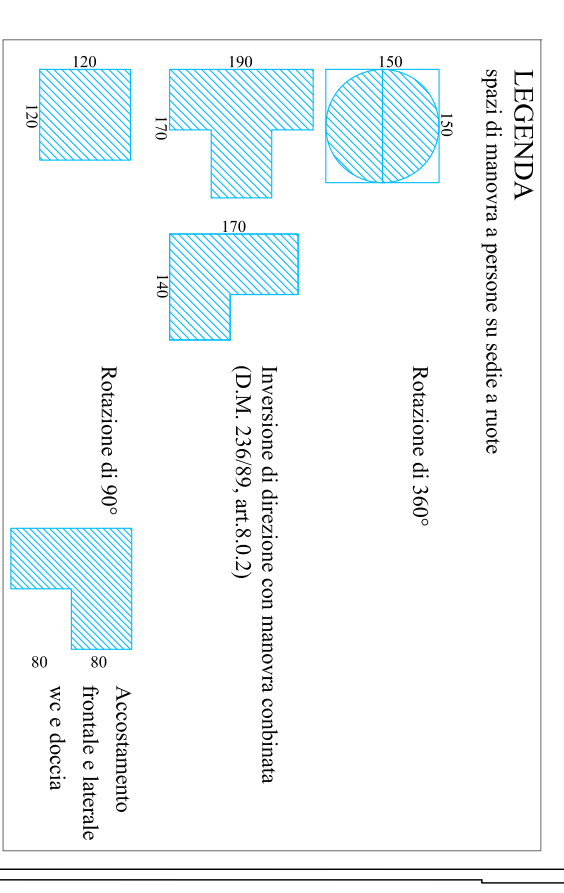 LEGENDA
spazi di manovra a persone su sedie a ruote
150
150
Rotazione di 360°
190
170
170
140
Inversione di direzione con manovra conbinata
(D.M. 236/89, art.8.0.2)
120
120
Rotazione di 90°
80
80
Accostamento
frontale e laterale
wc e doccia